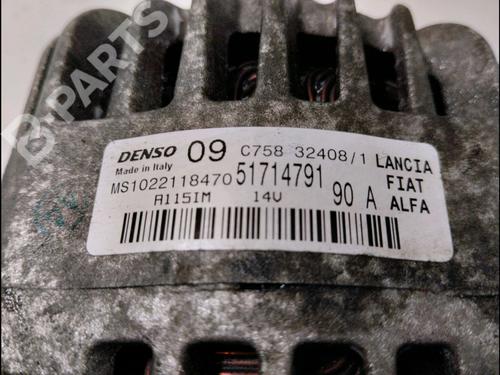 B-PARTS
DENSO 09 C758 32408/1 LANCIA
Made in Italy FIAT
MS1022118470 51714791 90 A ALFA
A115IM 14V